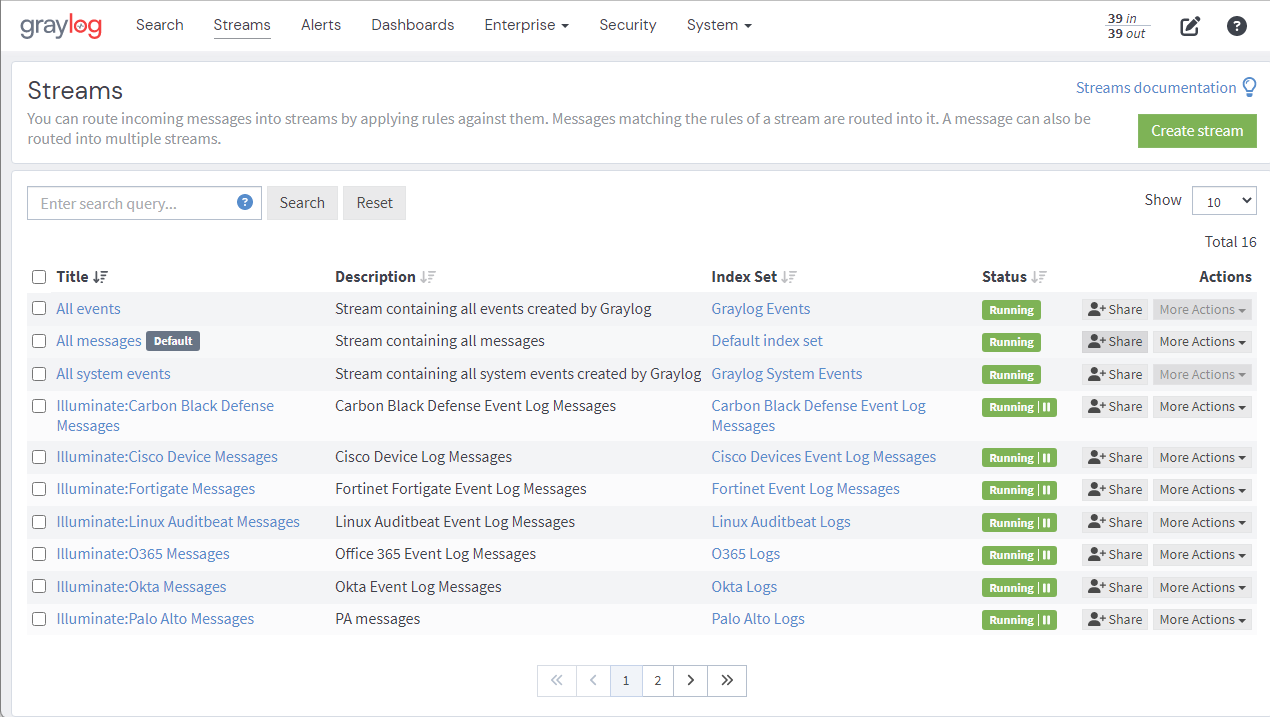 graylog Search Streams Alerts Dashboards Enterprise Security System 39 in
39 out
Streams
Streams documentation
You can route incoming messages into streams by applying rules against them. Messages matching the rules of a stream are routed into it. A message can also be
routed into multiple streams.
Create stream
Enter search query... ? Search Reset Show 10
Total 16
Title Description Index Set Status Actions
All events Stream containing all events created by Graylog Graylog Events Running Share More Actions
All messages Default Stream containing all messages Default index set Running Share More Actions
All system events Stream containing all system events created by Graylog Graylog System Events Running Share More Actions
Illuminate:Carbon Black Defense Carbon Black Defense Event Log Messages Carbon Black Defense Event Log Running Share More Actions
Messages Messages
Illuminate:Cisco Device Messages Cisco Device Log Messages Cisco Devices Event Log Messages Running Share More Actions
Illuminate:Fortigate Messages Fortinet Fortigate Event Log Messages Fortinet Event Log Messages Running Share More Actions
Illuminate:Linux Auditbeat Messages Linux Auditbeat Event Log Messages Linux Auditbeat Logs Running Share More Actions
Illuminate:O365 Messages Office 365 Event Log Messages O365 Logs Running Share More Actions
Illuminate:Okta Messages Okta Event Log Messages Okta Logs Running Share More Actions
Illuminate:Palo Alto Messages PA messages Palo Alto Logs Running Share More Actions
« ‹ 1 2 › »